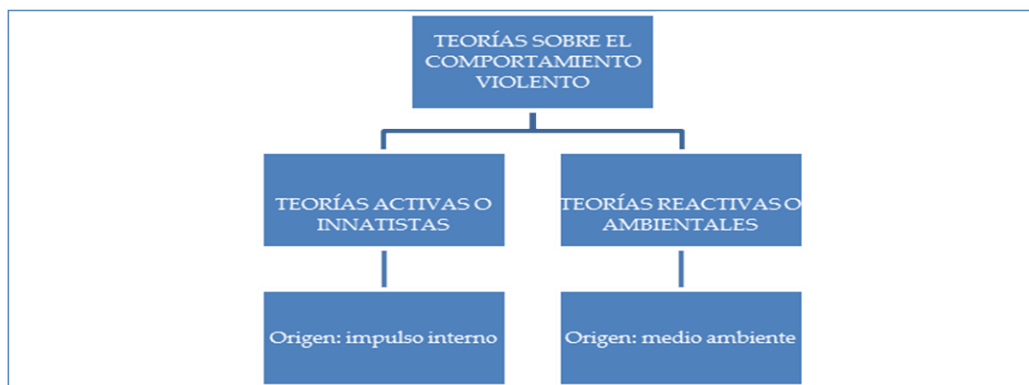 TEORÍAS SOBRE EL
COMPORTAMIENTO
VIOLENTO
TEORÍAS ACTIVAS O
INNATISTAS
TEORÍAS REACTIVAS O
AMBIENTALES
Origen: impulso interno
Origen: medio ambiente